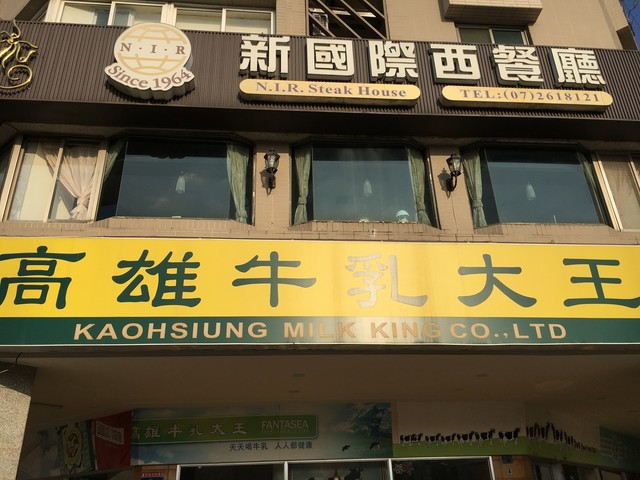 N·I·R
Since 1964
新國際西餐廳
N.I.R. Steak House
TEL:(07)2618121
高雄牛乳大王
KAOHSIUNG MILK KING CO.,LTD
高雄牛乳大王
FANTASEA
天天喝牛乳 人人都健康